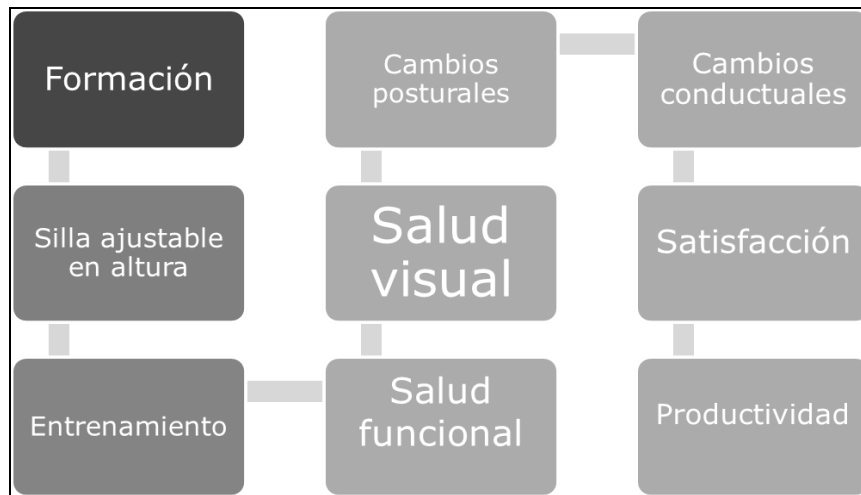 Formación
Silla ajustable
en altura
Entrenamiento
Salud
funcional
Salud
visual
Cambios
posturales
Cambios
conductuales
Satisfacción
Productividad